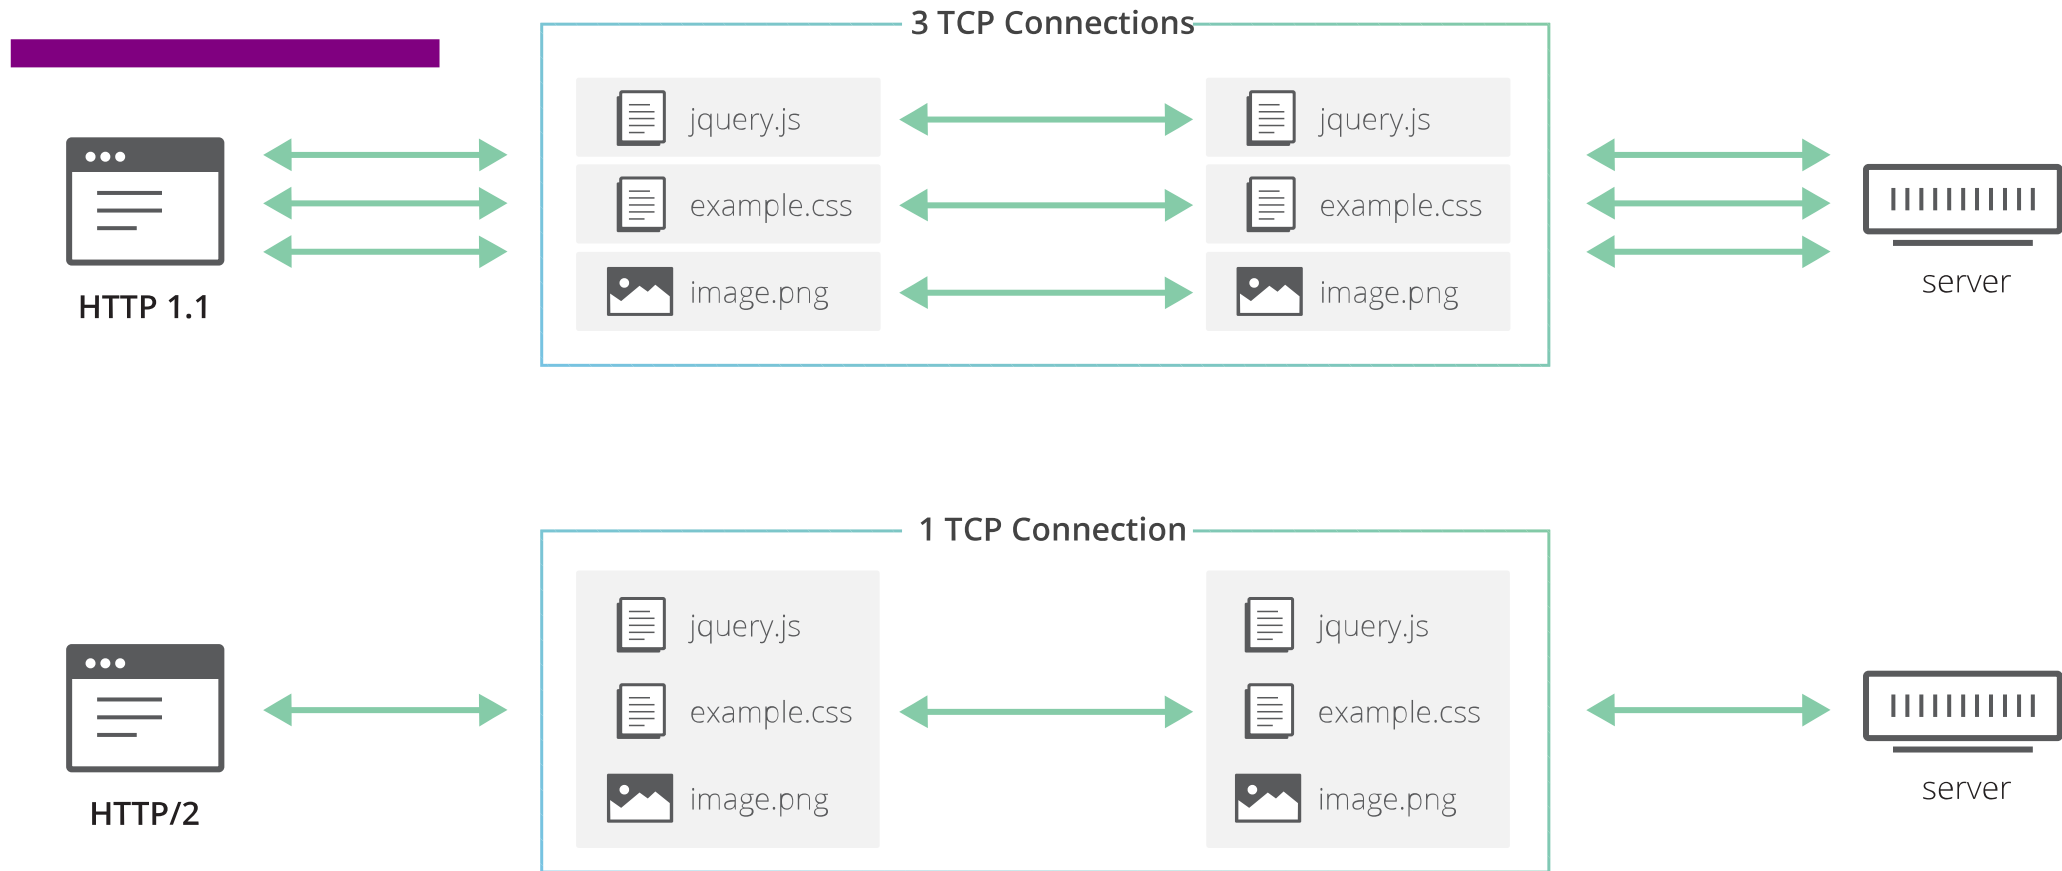 3 TCP Connections
jquery.js
jquery.js
example.css
example.css
image.png
image.png
HTTP 1.1
server
1 TCP Connection
jquery.js
jquery.js
example.css
example.css
image.png
image.png
HTTP/2
server